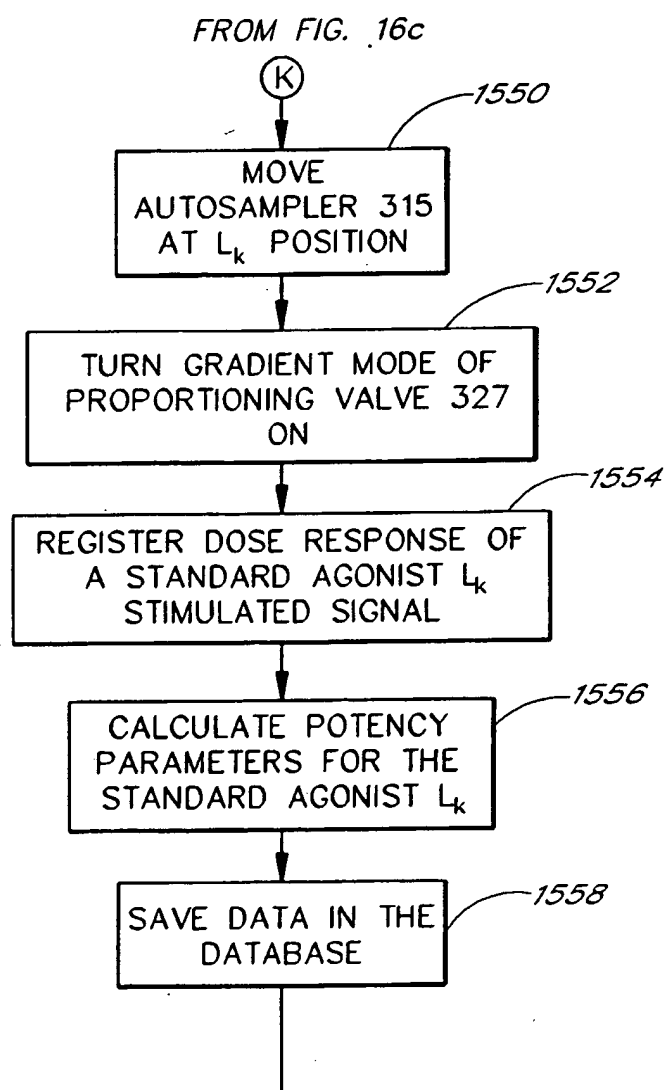 FROM FIG. 16c
K
1550
MOVE
AUTOSAMPLER 315
AT Lk POSITION
1552
TURN GRADIENT MODE OF
PROPORTIONING VALVE 327
ON
1554
REGISTER DOSE RESPONSE OF
A STANDARD AGONIST Lk
STIMULATED SIGNAL
1556
CALCULATE POTENCY
PARAMETERS FOR THE
STANDARD AGONIST Lk
1558
SAVE DATA IN THE
DATABASE